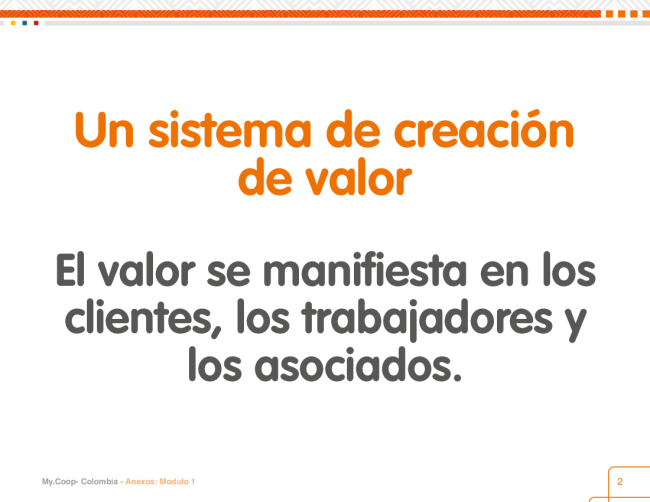 Un sistema de creación
de valor
El valor se manifiesta en los
clientes, los trabajadores y
los asociados.
My.Coop- Colombia - Anexos: Modulo 1
2